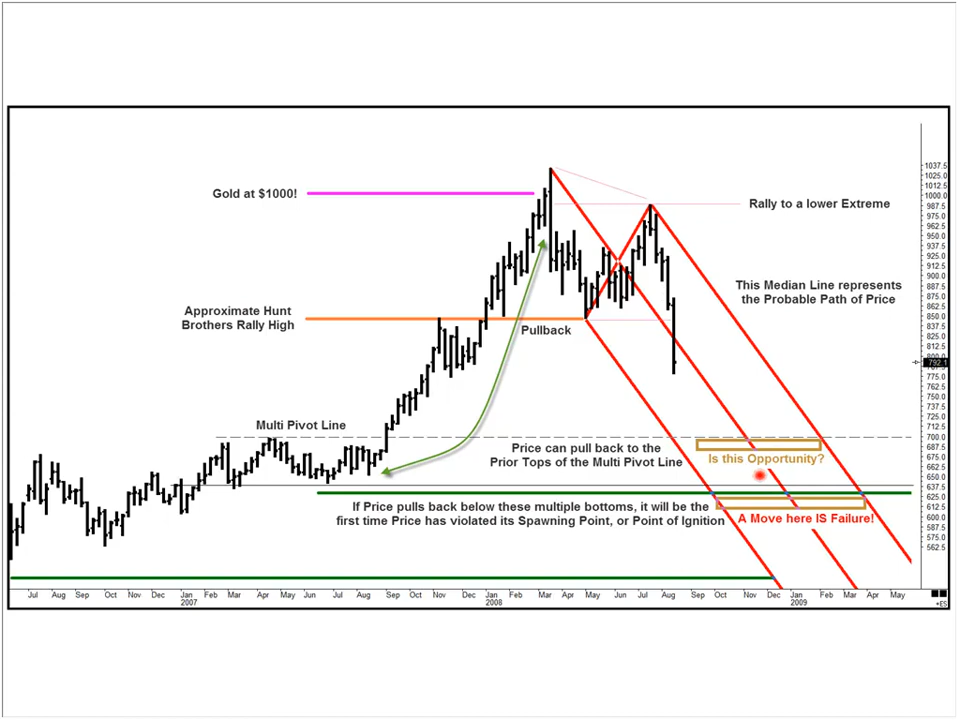 Gold at $1000!
Rally to a lower Extreme
This Median Line represents
the Probable Path of Price
Approximate Hunt
Brothers Rally High
Pullback
Multi Pivot Line
Price can pull back to the
Prior Tops of the Multi Pivot Line
Is this Opportunity?
If Price pulls back below these multiple bottoms, it will be the
first time Price has violated its Spawning Point, or Point of Ignition
A Move here IS Failure!
1037.5
1025.0
1012.5
1000.0
987.5
975.0
962.5
950.0
937.5
925.0
912.5
900.0
887.5
875.0
862.5
850.0
837.5
825.0
812.5
800.0
792.1
775.0
762.5
750.0
737.5
725.0
712.5
700.0
687.5
675.0
662.5
650.0
637.5
625.0
612.5
600.0
587.5
575.0
562.5
Jul Aug Sep Oct Nov Dec Jan Mar Apr May Jun Jul Aug Sep Oct Nov Dec Jan Feb Mar Apr May Jun Jul Aug Sep Oct Nov Dec Jan Feb Mar Apr May
2007 2008 2009
+ES